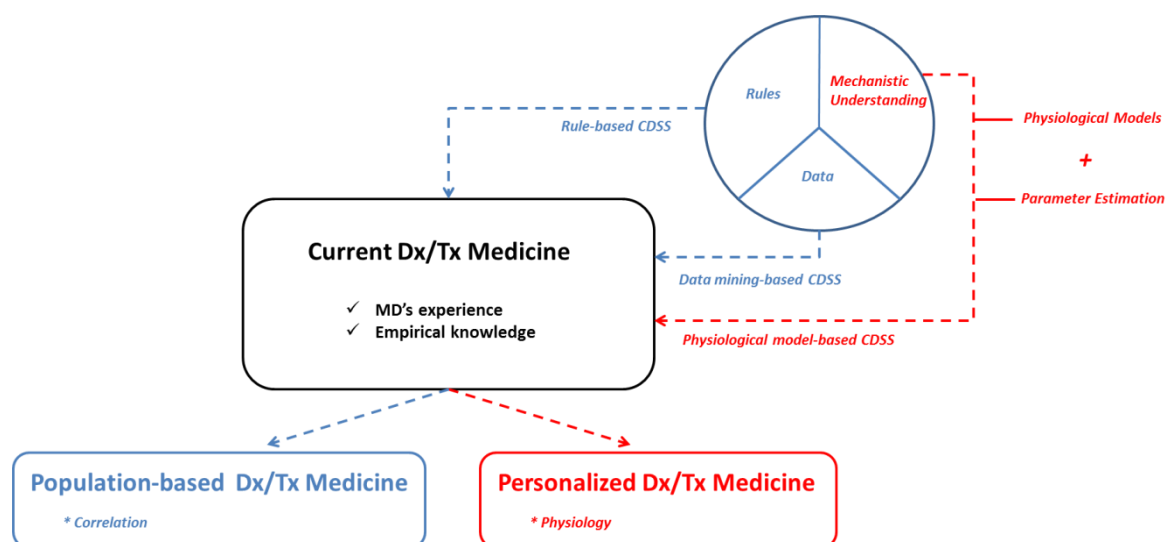 Rules
Mechanistic
Understanding
Data
Rule-based CDSS
Physiological Models
+
Parameter Estimation
Current Dx/Tx Medicine
✓ MD's experience
✓ Empirical knowledge
Data mining-based CDSS
Physiological model-based CDSS
Population-based Dx/Tx Medicine
* Correlation
Personalized Dx/Tx Medicine
* Physiology